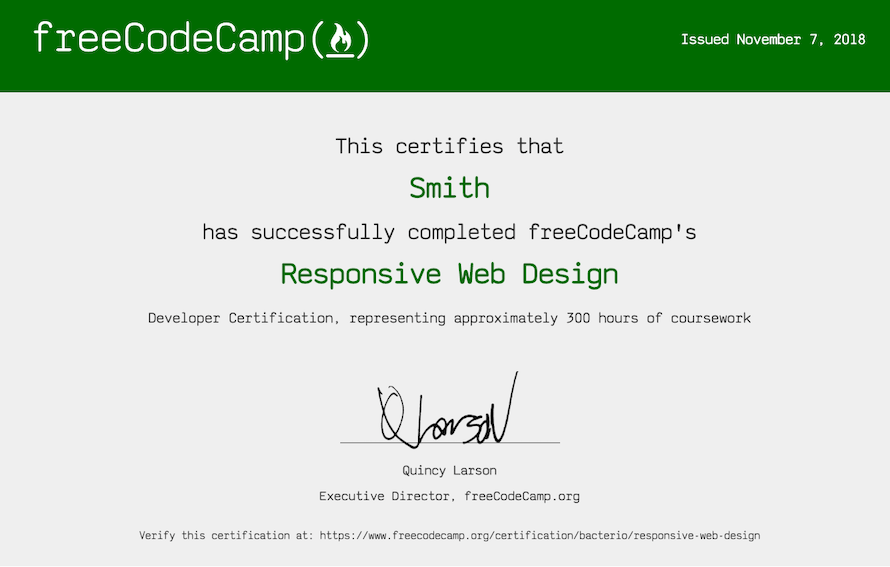 freeCodeCamp(🔥)
Issued November 7, 2018
This certifies that
Smith
has successfully completed freeCodeCamp's
Responsive Web Design
Developer Certification, representing approximately 300 hours of coursework
Q Larson
Quincy Larson
Executive Director, freeCodeCamp.org
Verify this certification at: https://www.freecodecamp.org/certification/bacterio/responsive-web-design